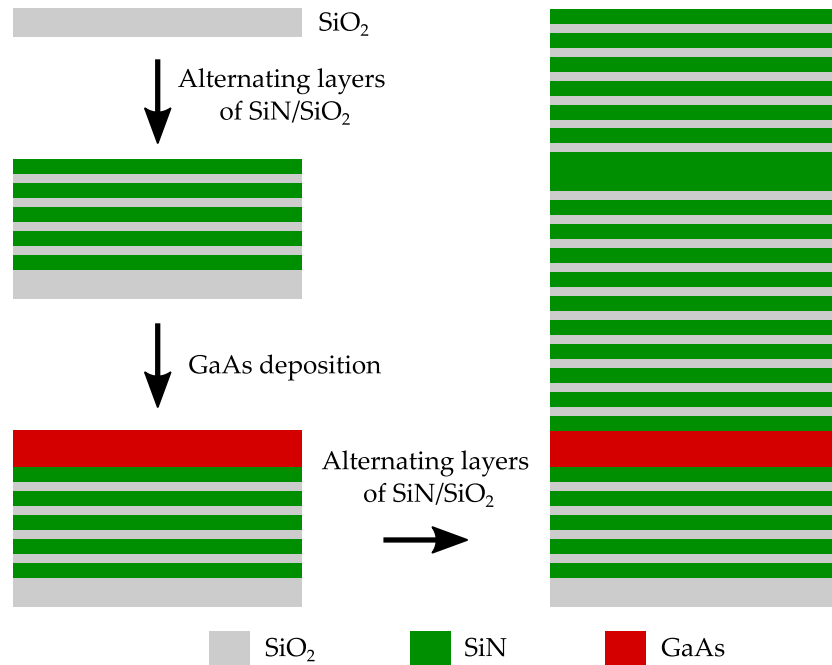 SiO₂
Alternating layers
of SiN/SiO₂
GaAs deposition
Alternating layers
of SiN/SiO₂
SiO₂
SiN
GaAs